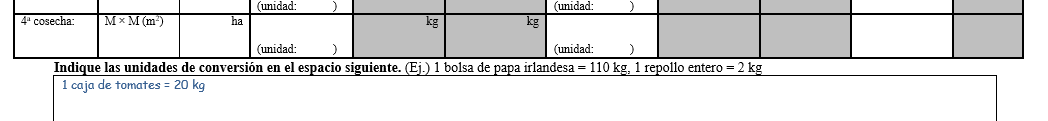 (unidad: ) (unidad: )
4ª cosecha: M × M (m²) ha kg kg
(unidad: ) (unidad: )
Indique las unidades de conversión en el espacio siguiente. (Ej.) 1 bolsa de papa irlandesa = 110 kg, 1 repollo entero = 2 kg
1 caja de tomates = 20 kg